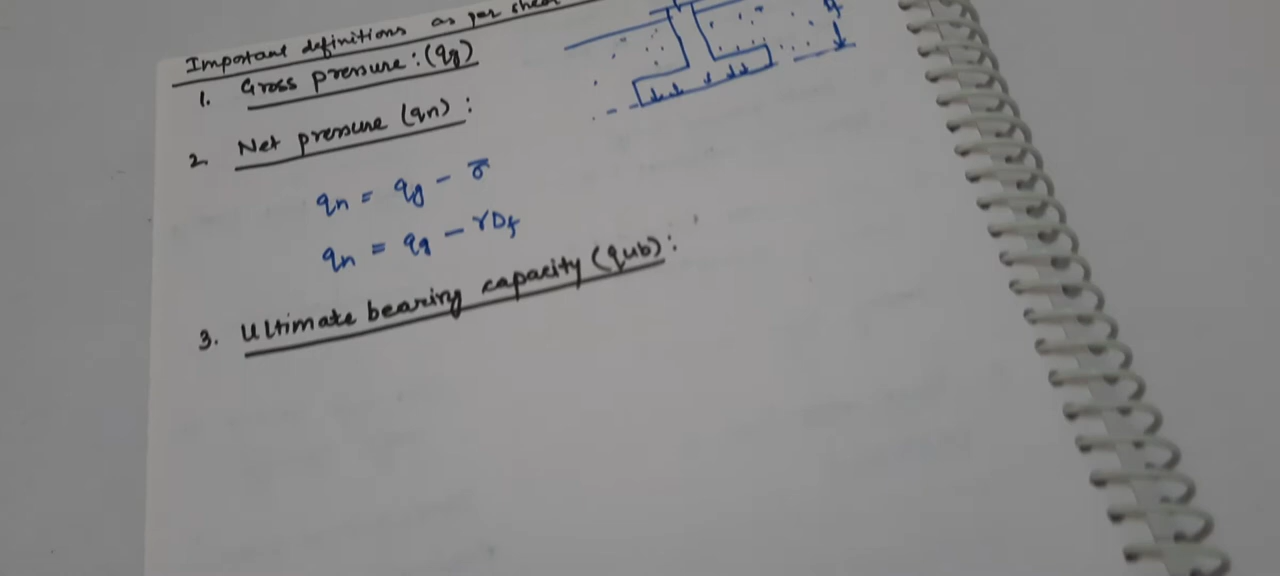 Important definitions as per shea
1. Gross pressure: (qg)
2. Net pressure (qn):
qn = qg - σ̄
qn = qg - γDf
3. Ultimate bearing capacity (qub):